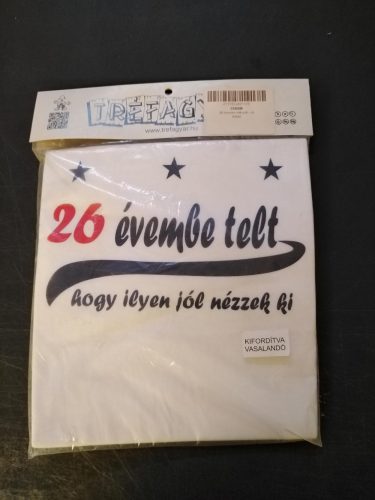 TRÉFAGY
www.trefagyar.hu
26 évembe telt
hogy ilyen jól nézzek ki
KIFORDÍTVA
VASALANDÓ